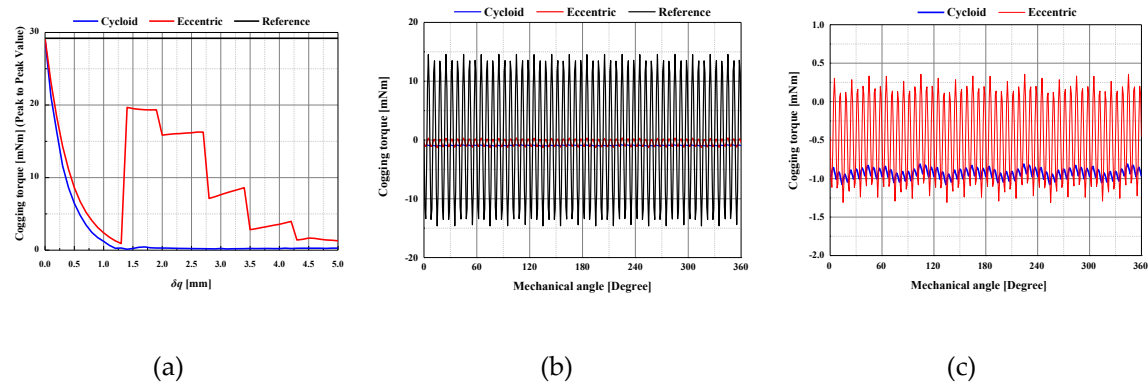 Cycloid Eccentric Reference
Cogging torque [mNm] (Peak to Peak Value)
30
20
10
0
0.0 0.5 1.0 1.5 2.0 2.5 3.0 3.5 4.0 4.5 5.0
δq [mm]
(a)
Cycloid Eccentric Reference
Cogging torque [mNm]
20
10
0
-10
-20
0 60 120 180 240 300 360
Mechanical angle [Degree]
(b)
Cycloid Eccentric
Cogging torque [mNm]
1.0
0.5
0.0
-0.5
-1.0
-1.5
-2.0
0 60 120 180 240 300 360
Mechanical angle [Degree]
(c)